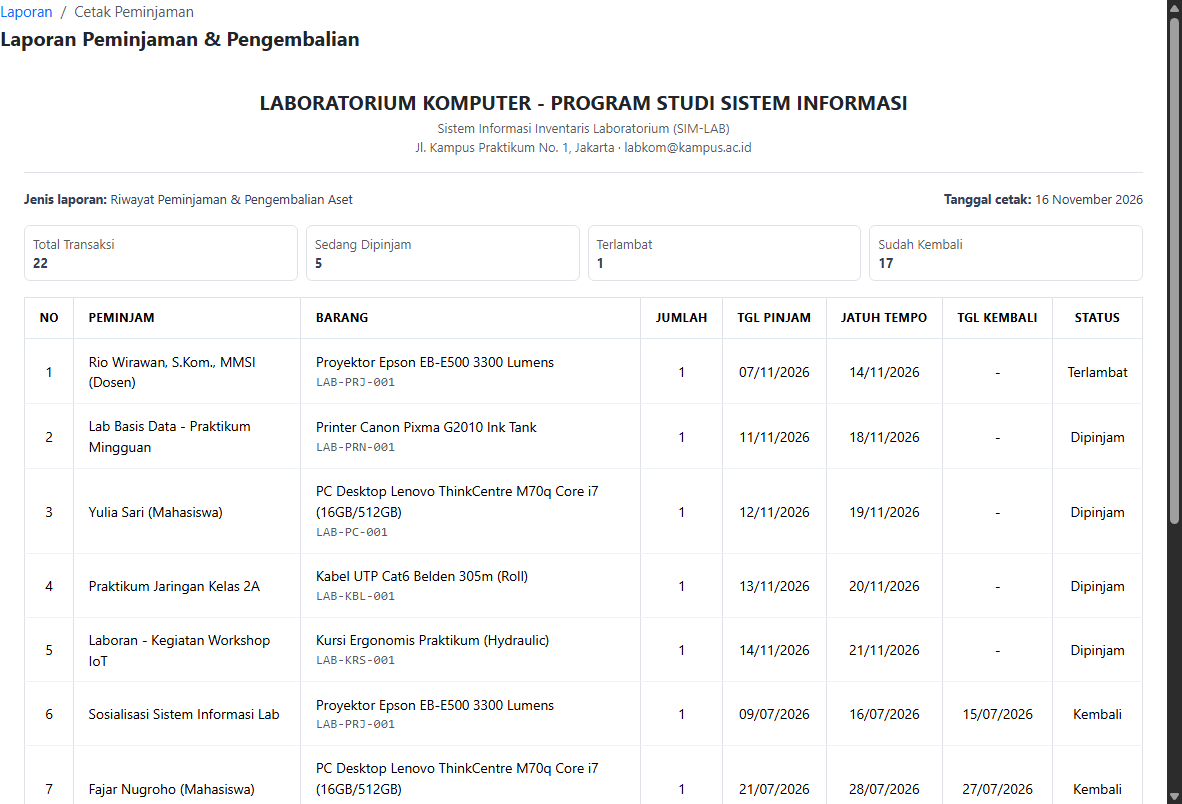 Laporan / Cetak Peminjaman
Laporan Peminjaman & Pengembalian
LABORATORIUM KOMPUTER - PROGRAM STUDI SISTEM INFORMASI
Sistem Informasi Inventaris Laboratorium (SIM-LAB)
Jl. Kampus Praktikum No. 1, Jakarta · labkom@kampus.ac.id
Jenis laporan: Riwayat Peminjaman & Pengembalian Aset
Tanggal cetak: 16 November 2026
Total Transaksi
22
Sedang Dipinjam
5
Terlambat
1
Sudah Kembali
17
NO PEMINJAM BARANG JUMLAH TGL PINJAM JATUH TEMPO TGL KEMBALI STATUS
1
Rio Wirawan, S.Kom., MMSI
(Dosen)
Proyektor Epson EB-E500 3300 Lumens
LAB-PRJ-001
1 07/11/2026 14/11/2026 - Terlambat
2
Lab Basis Data - Praktikum
Mingguan
Printer Canon Pixma G2010 Ink Tank
LAB-PRN-001
1 11/11/2026 18/11/2026 - Dipinjam
3
Yulia Sari (Mahasiswa)
PC Desktop Lenovo ThinkCentre M70q Core i7
(16GB/512GB)
LAB-PC-001
1 12/11/2026 19/11/2026 - Dipinjam
4
Praktikum Jaringan Kelas 2A
Kabel UTP Cat6 Belden 305m (Roll)
LAB-KBL-001
1 13/11/2026 20/11/2026 - Dipinjam
5
Laboran - Kegiatan Workshop
IoT
Kursi Ergonomis Praktikum (Hydraulic)
LAB-KRS-001
1 14/11/2026 21/11/2026 - Dipinjam
6
Sosialisasi Sistem Informasi Lab
Proyektor Epson EB-E500 3300 Lumens
LAB-PRJ-001
1 09/07/2026 16/07/2026 15/07/2026 Kembali
7
Fajar Nugroho (Mahasiswa)
PC Desktop Lenovo ThinkCentre M70q Core i7
(16GB/512GB)
1 21/07/2026 28/07/2026 27/07/2026 Kembali